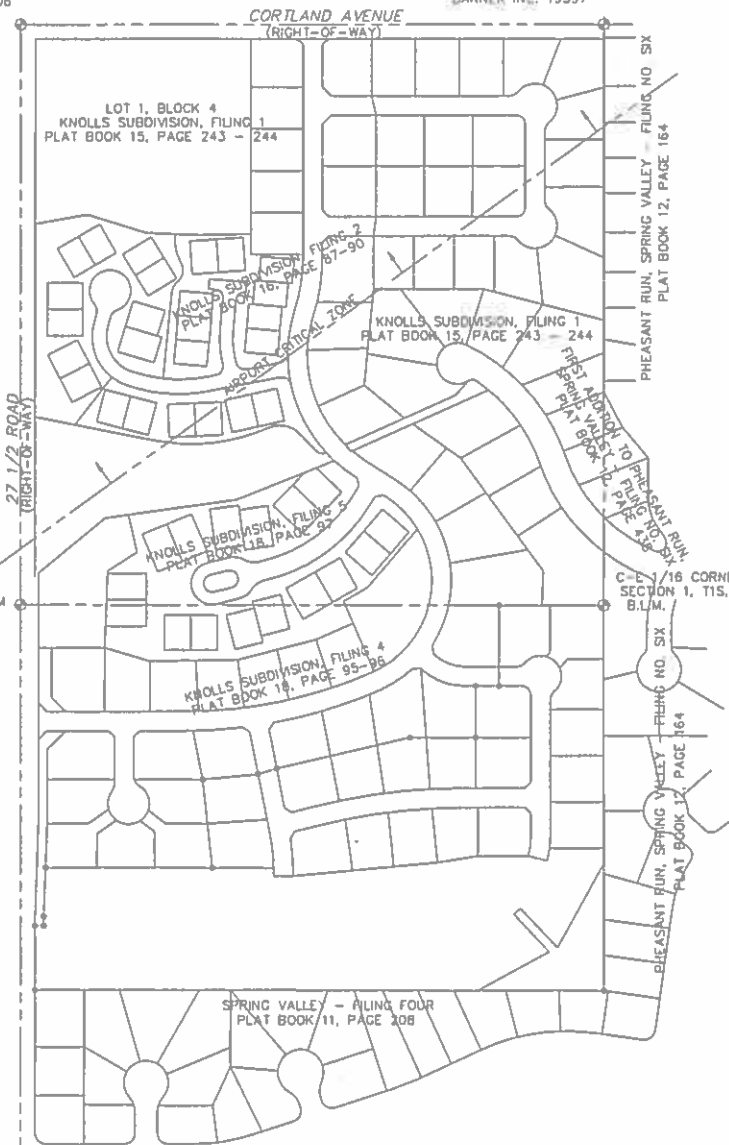 CORTLAND AVENUE
(RIGHT-OF-WAY)
LOT 1, BLOCK 4
KNOLLS SUBDIVISION, FILING 1
PLAT BOOK 15, PAGE 243 - 244
PHEASANT RUN, SPRING VALLEY - FILING NO SIX
PLAT BOOK 12, PAGE 164
KNOLLS SUBDIVISION, FILING 2
PLAT BOOK 16, PAGE 87-90
AIRPORT CRITICAL ZONE
KNOLLS SUBDIVISION, FILING 1
PLAT BOOK 15, PAGE 243 - 244
FIRST ADDITION TO PHEASANT RUN,
SPRING VALLEY - FILING NO. SIX
PLAT BOOK 12, PAGE
27 1/2 ROAD
(RIGHT-OF-WAY)
KNOLLS SUBDIVISION, FILING 5
PLAT BOOK 18, PAGE 97
C-E 1/16 CORNE
SECTION 1, T1S,
B.L.M.
KNOLLS SUBDIVISION, FILING 4
PLAT BOOK 18, PAGE 95-96
PHEASANT RUN, SPRING VALLEY - FILING NO. SIX
PLAT BOOK 12, PAGE 164
SPRING VALLEY - FILING FOUR
PLAT BOOK 11, PAGE 208